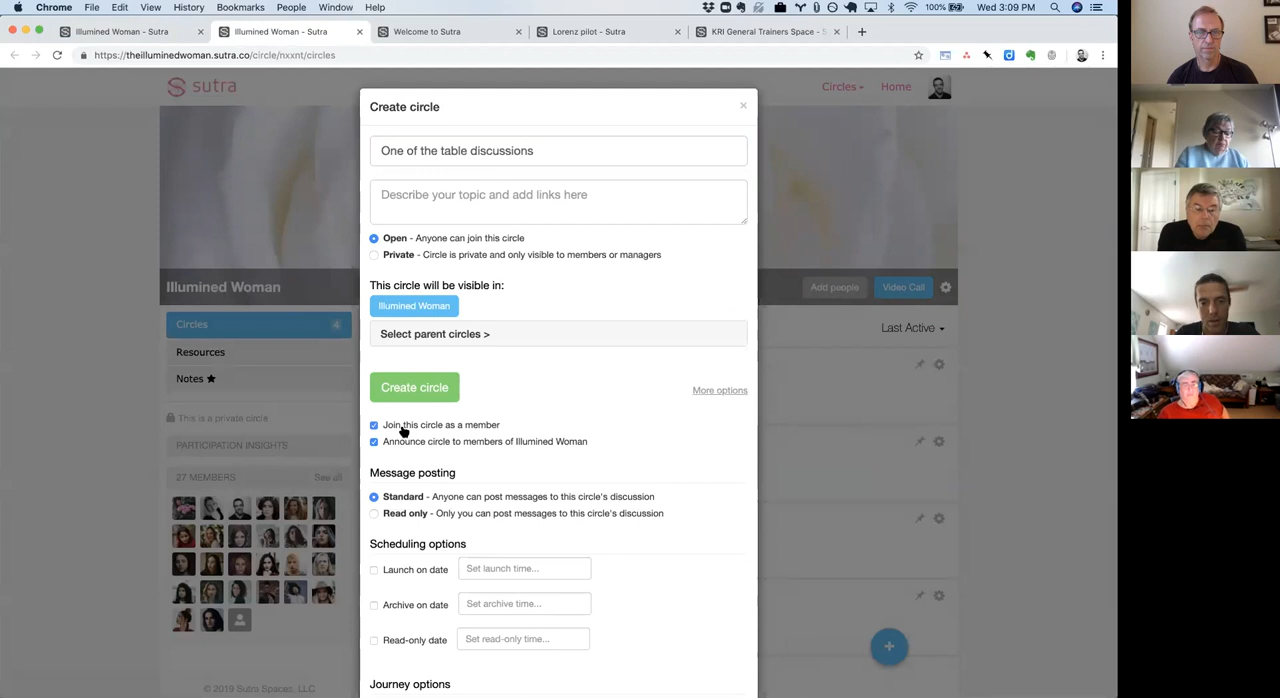 Chrome File Edit View History Bookmarks People Window Help 100% Wed 3:09 PM
Illumined Woman - Sutra × Illumined Woman - Sutra × Welcome to Sutra × Lorenz pilot - Sutra × KRI General Trainers Space - S ×
https://theilluminedwoman.sutra.co/circle/nxxnt/circles
sutra
Circles
Home
Create circle ×
One of the table discussions
Describe your topic and add links here
Open - Anyone can join this circle
Private - Circle is private and only visible to members or managers
This circle will be visible in:
Illumined Woman
Select parent circles >
Create circle
More options
Join this circle as a member
Announce circle to members of Illumined Woman
Message posting
Standard - Anyone can post messages to this circle's discussion
Read only - Only you can post messages to this circle's discussion
Scheduling options
Launch on date Set launch time...
Archive on date Set archive time...
Read-only date Set read-only time...
Journey options
Illumined Woman
Add people
Video Call
Circles 4
Resources
Notes
Last Active
This is a private circle
PARTICIPATION INSIGHTS
27 MEMBERS See all
© 2019 Sutra Spaces, LLC